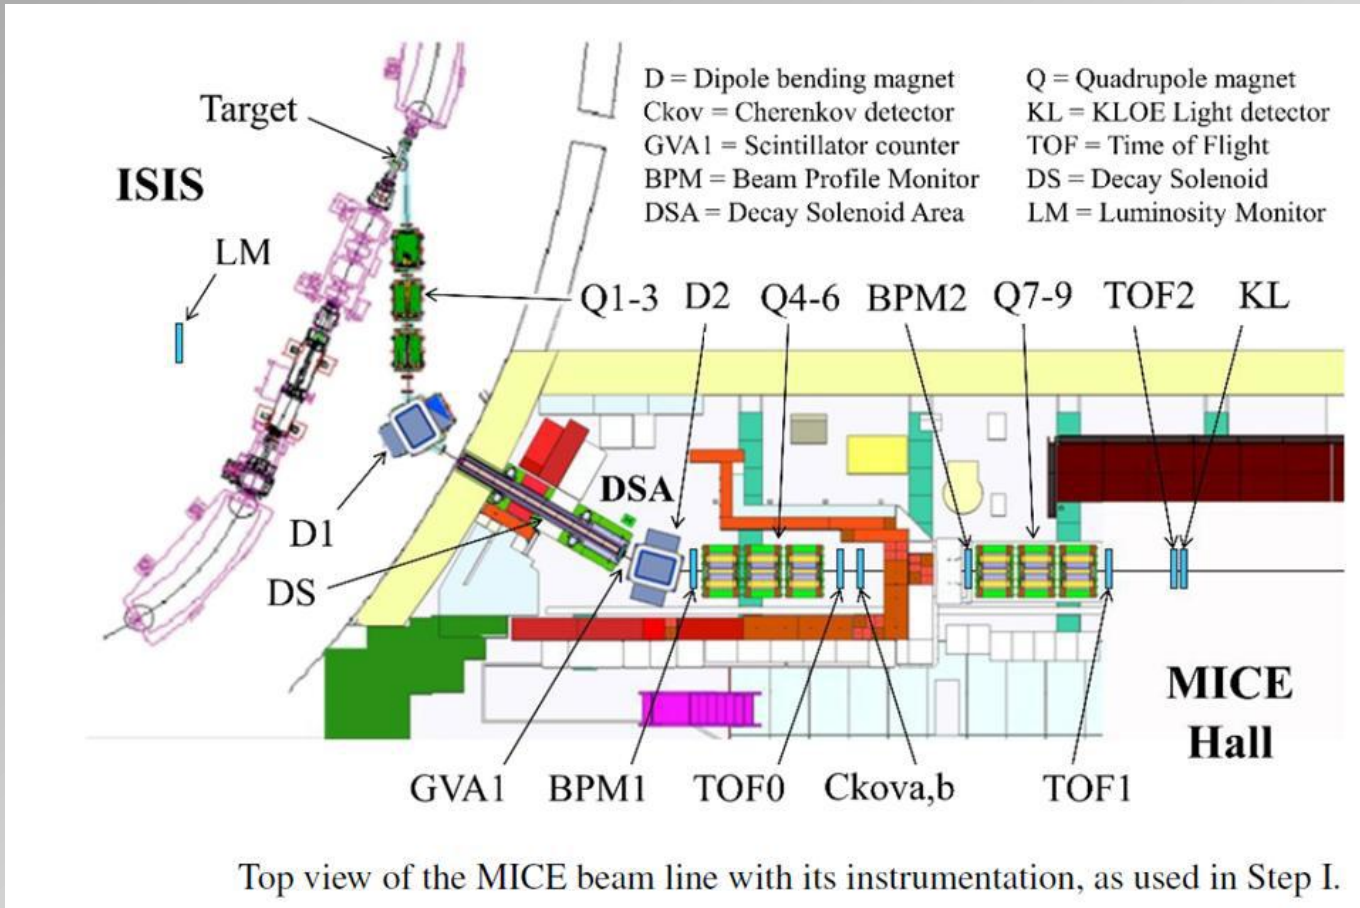 D = Dipole bending magnet
Q = Quadrupole magnet
Ckov = Cherenkov detector
KL = KLOE Light detector
GVA1 = Scintillator counter
TOF = Time of Flight
BPM = Beam Profile Monitor
DS = Decay Solenoid
DSA = Decay Solenoid Area
LM = Luminosity Monitor
Target
ISIS
LM
Q1-3
D2
Q4-6
BPM2
Q7-9
TOF2
KL
DSA
D1
DS
MICE
Hall
GVA1
BPM1
TOF0
Ckova,b
TOF1
Top view of the MICE beam line with its instrumentation, as used in Step I.